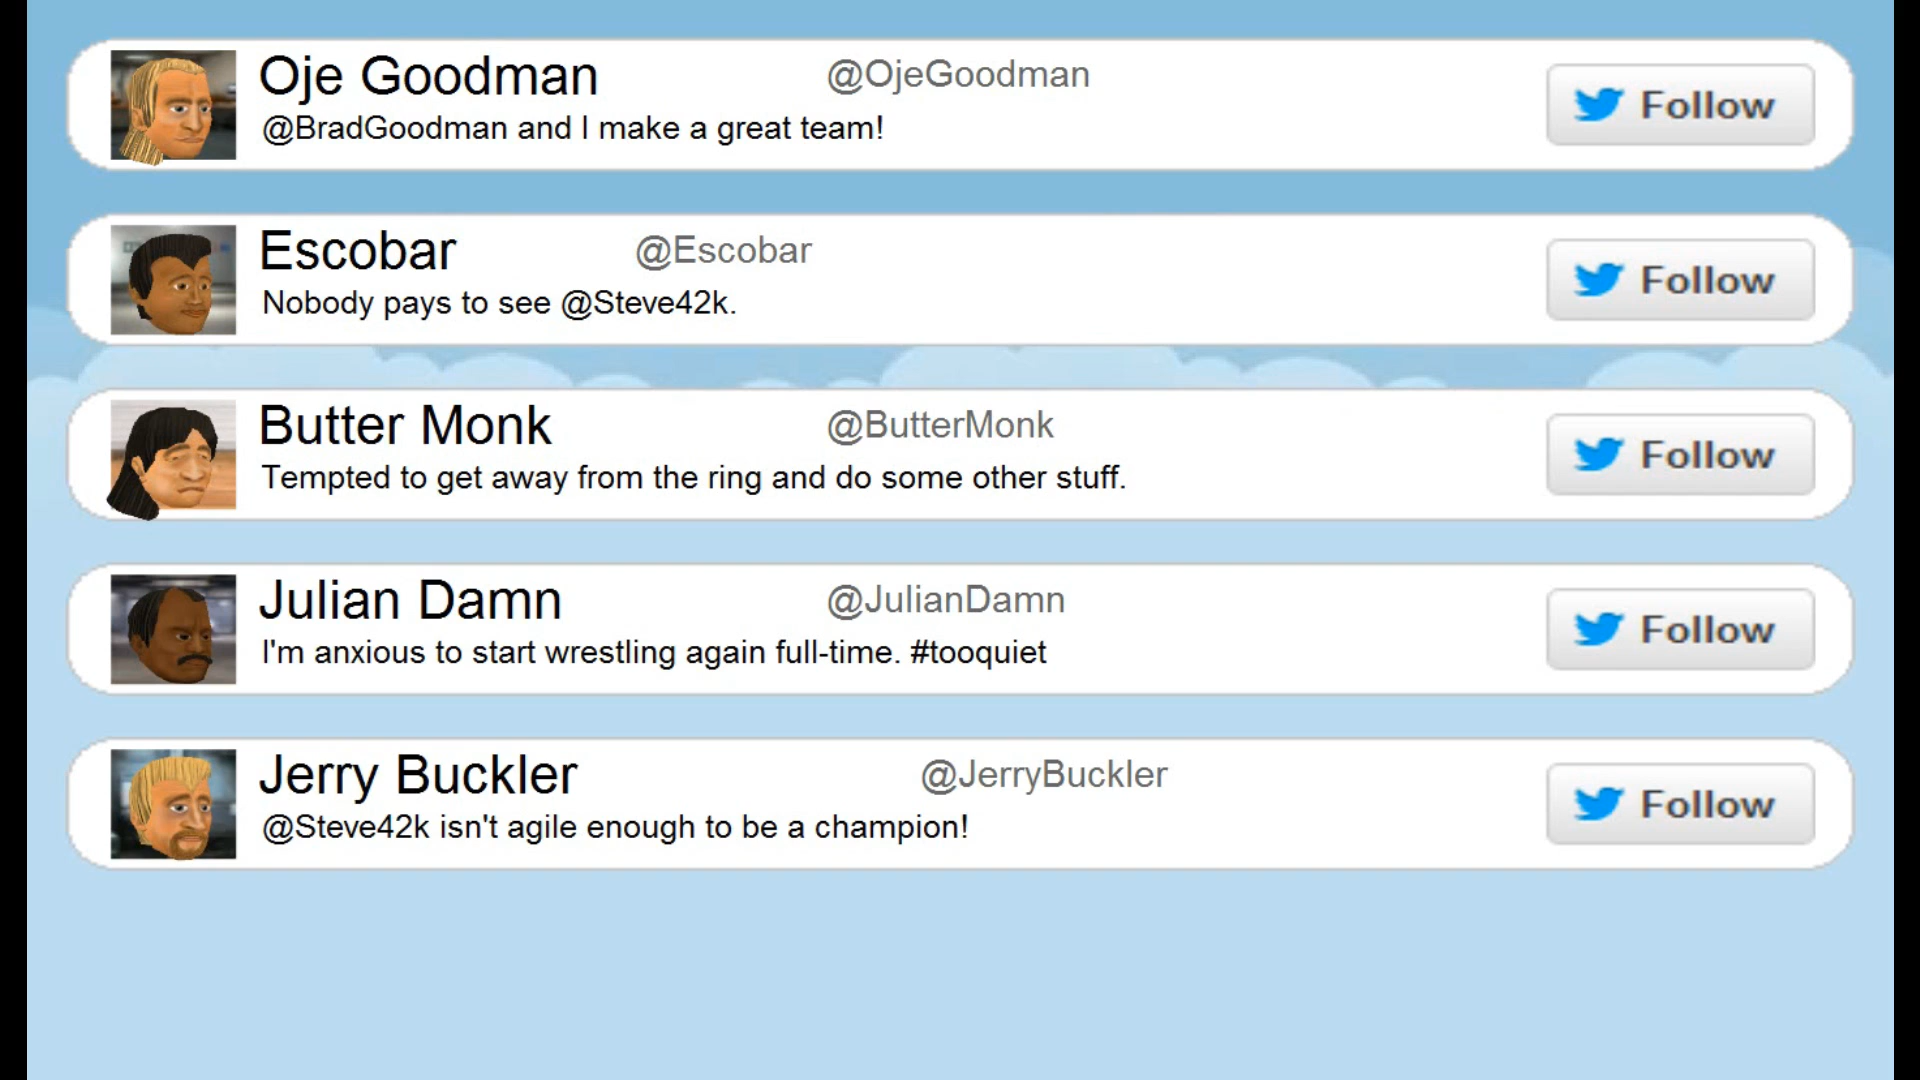 Oje Goodman @OjeGoodman Follow
@BradGoodman and I make a great team!
Escobar @Escobar Follow
Nobody pays to see @Steve42k.
Butter Monk @ButterMonk Follow
Tempted to get away from the ring and do some other stuff.
Julian Damn @JulianDamn Follow
I'm anxious to start wrestling again full-time. #tooquiet
Jerry Buckler @JerryBuckler Follow
@Steve42k isn't agile enough to be a champion!